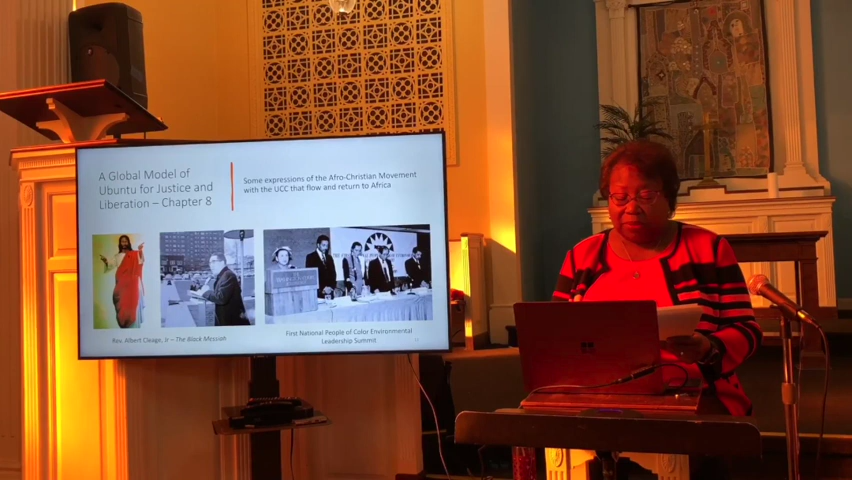 A Global Model of
Ubuntu for Justice and
Liberation – Chapter 8
Some expressions of the Afro-Christian Movement
with the UCC that flow and return to Africa
Rev. Albert Cleage, Jr – The Black Messiah
First National People of Color Environmental
Leadership Summit